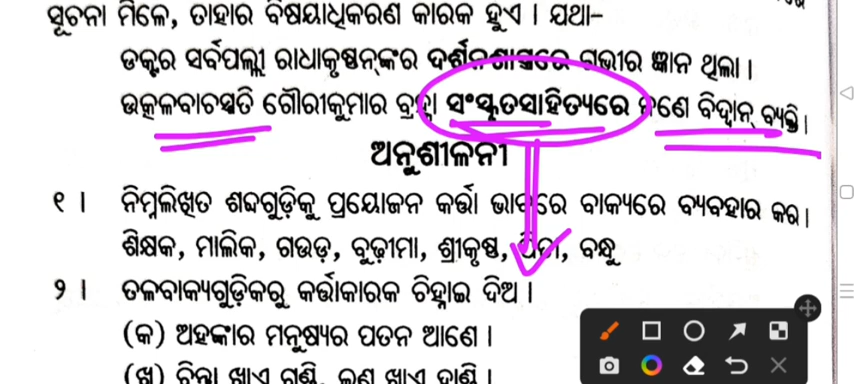 ସୂଚନା ମିଳେ, ତାହାର ବିଷୟାଧିକରଣ କାରକ ହୁଏ । ଯଥା–
ଡକ୍ଟର ସର୍ବପଲ୍ଲୀ ରାଧାକୃଷ୍ଣନ୍‌ଙ୍କର ଦର୍ଶନଶାସ୍ତ୍ରରେ ଗଭୀର ଜ୍ଞାନ ଥିଲା ।
ଉତ୍କଳବାଚସ୍ପତି ଗୌରୀକୁମାର ବ୍ରହ୍ମା ସଂସ୍କୃତସାହିତ୍ୟରେ ଜଣେ ବିଦ୍ୱାନ୍ ବ୍ୟକ୍ତି ।
ଅନୁଶୀଳନୀ
୧ । ନିମ୍ନଲିଖିତ ଶବ୍ଦଗୁଡ଼ିକୁ ପ୍ରୟୋଜନ କର୍ତ୍ତା ଭାବରେ ବାକ୍ୟରେ ବ୍ୟବହାର କର।
ଶିକ୍ଷକ, ମାଲିକ, ଗଉଡ଼, ବୁଢ଼ୀମା, ଶ୍ରୀକୃଷ୍ଣ, ପିତା, ବନ୍ଧୁ
୨ । ତଳବାକ୍ୟଗୁଡ଼ିକରୁ କର୍ତ୍ତାକାରକ ଚିହ୍ନାଇ ଦିଅ ।
(କ) ଅହଙ୍କାର ମନୁଷ୍ୟର ପତନ ଆଣେ ।
(ଖ) ଚିନ୍ତା ଖାଏ ଗଣ୍ଠି, ଲୁଣ ଖାଏ ହାଣ୍ଡି ।